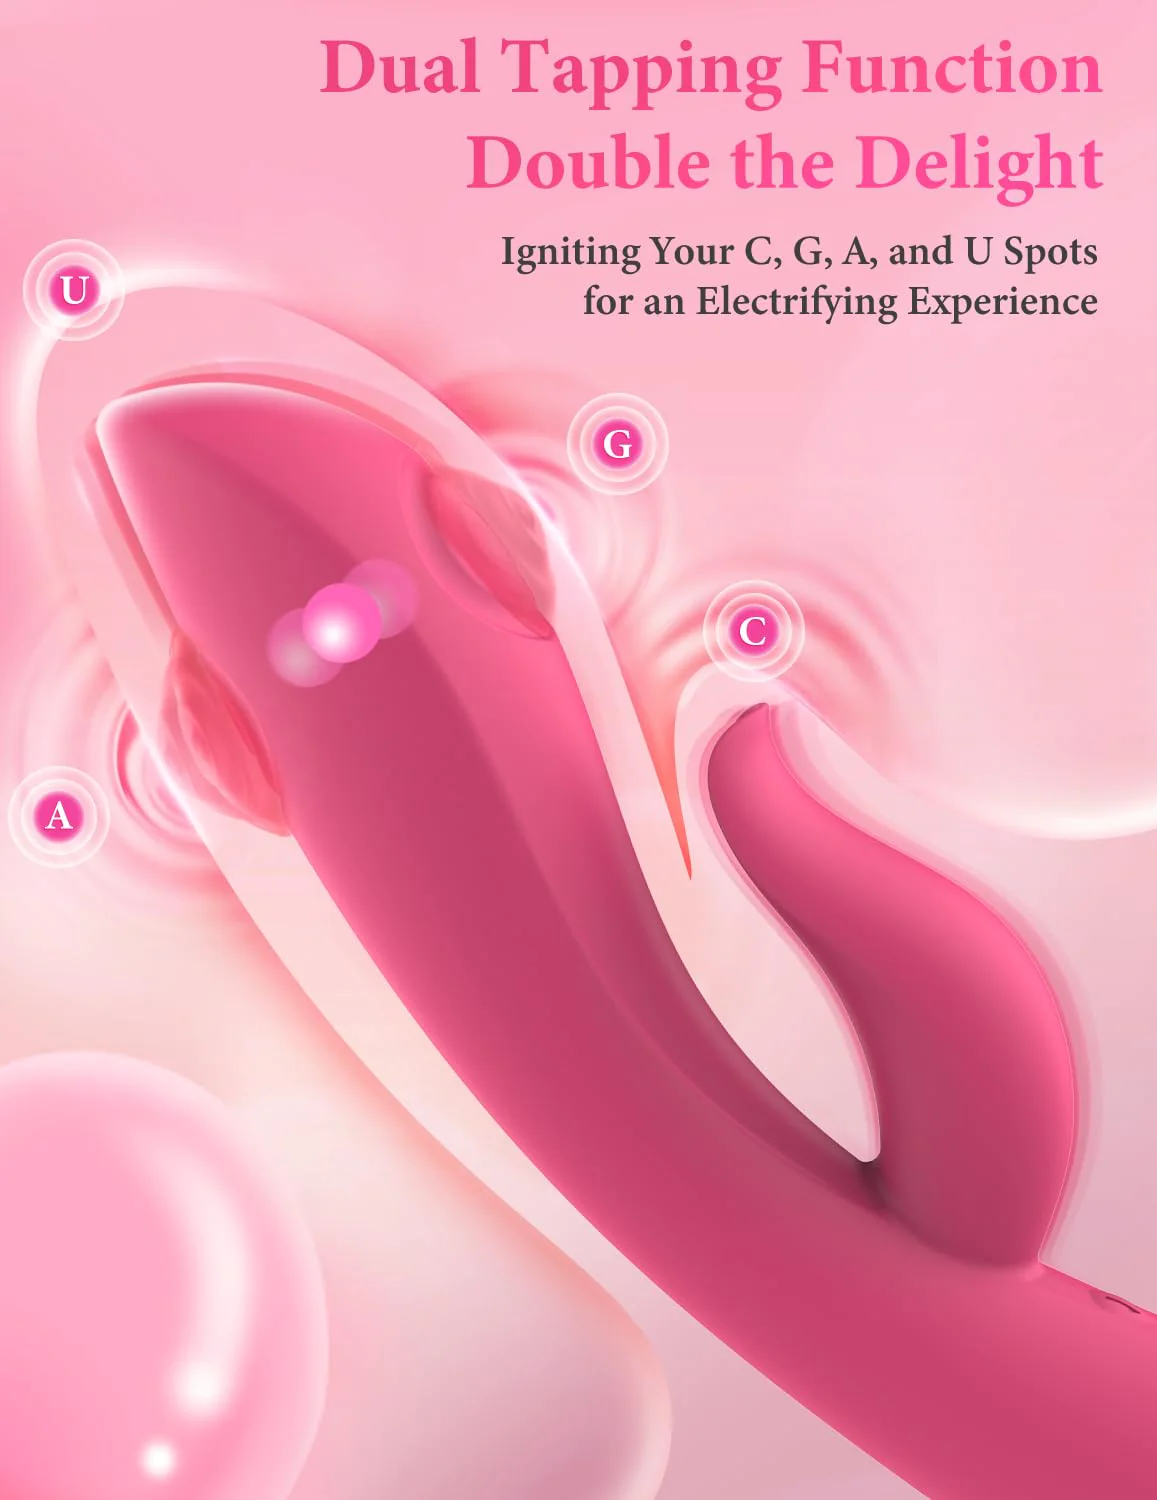 Dual Tapping Function
Double the Delight
Igniting Your C, G, A, and U Spots
for an Electrifying Experience
U
G
C
A